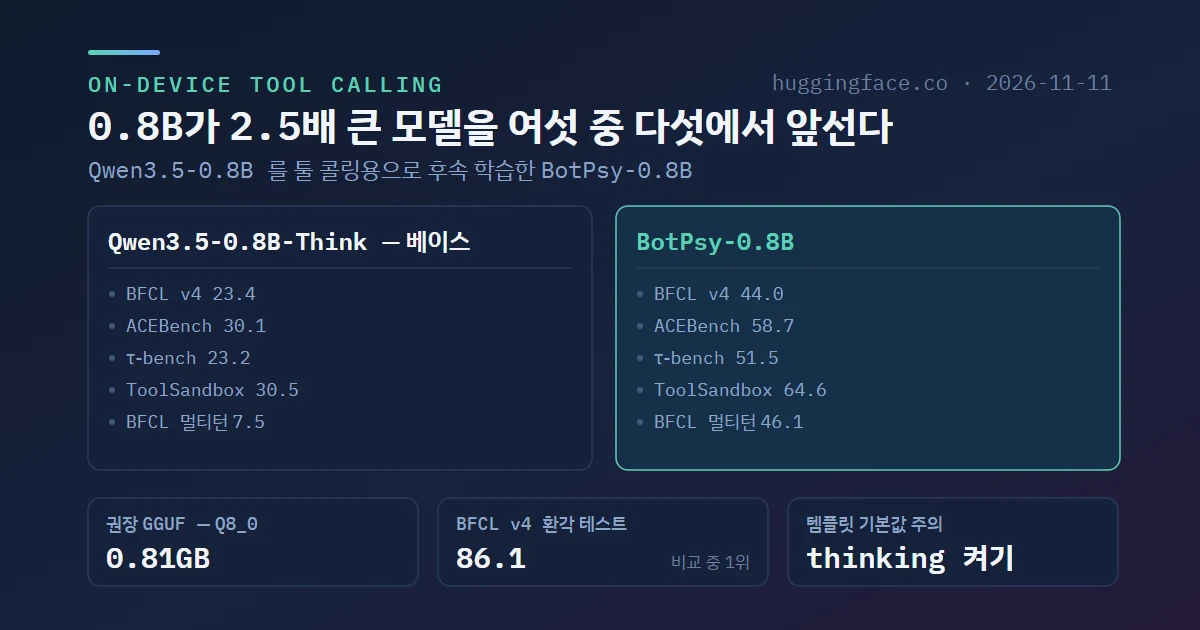 ON-DEVICE TOOL CALLING
huggingface.co · 2026-11-11
0.8B가 2.5배 큰 모델을 여섯 중 다섯에서 앞선다
Qwen3.5-0.8B 를 툴 콜링용으로 후속 학습한 BotPsy-0.8B
Qwen3.5-0.8B-Think — 베이스
• BFCL v4 23.4
• ACEBench 30.1
• τ-bench 23.2
• ToolSandbox 30.5
• BFCL 멀티턴 7.5
BotPsy-0.8B
• BFCL v4 44.0
• ACEBench 58.7
• τ-bench 51.5
• ToolSandbox 64.6
• BFCL 멀티턴 46.1
권장 GGUF — Q8_0
0.81GB
BFCL v4 환각 테스트
86.1
비교 중 1위
템플릿 기본값 주의
thinking 켜기